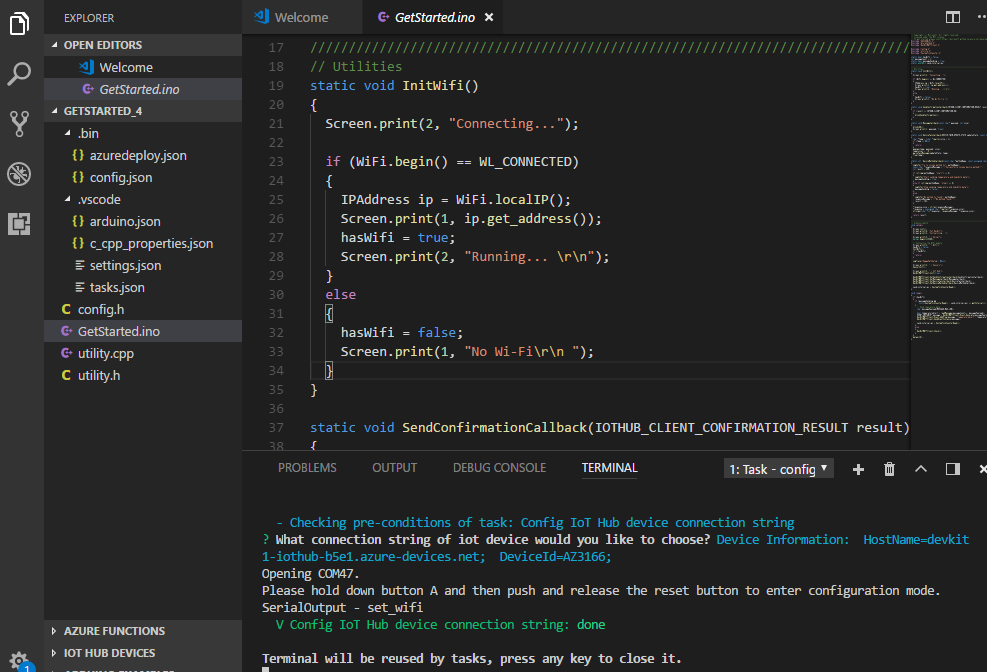 EXPLORER
OPEN EDITORS
Welcome
GetStarted.ino
GETSTARTED_4
.bin
azuredeploy.json
config.json
.vscode
arduino.json
c_cpp_properties.json
settings.json
tasks.json
config.h
GetStarted.ino
utility.cpp
utility.h
AZURE FUNCTIONS
IOT HUB DEVICES
1
Welcome
GetStarted.ino
17 //////////////////////////////////////////////////////////////////////////////
18 // Utilities
19 static void InitWifi()
20 {
21 Screen.print(2, "Connecting...");
22
23 if (WiFi.begin() == WL_CONNECTED)
24 {
25 IPAddress ip = WiFi.localIP();
26 Screen.print(1, ip.get_address());
27 hasWifi = true;
28 Screen.print(2, "Running... \r\n");
29 }
30 else
31 {
32 hasWifi = false;
33 Screen.print(1, "No Wi-Fi\r\n ");
34 }
35 }
36
37 static void SendConfirmationCallback(IOTHUB_CLIENT_CONFIRMATION_RESULT result)
38 {
PROBLEMS OUTPUT DEBUG CONSOLE TERMINAL 1: Task - config
- Checking pre-conditions of task: Config IoT Hub device connection string
? What connection string of iot device would you like to choose? Device Information: HostName=devkit
1-iothub-b5e1.azure-devices.net; DeviceId=AZ3166;
Opening COM47.
Please hold down button A and then push and release the reset button to enter configuration mode.
SerialOutput - set_wifi
V Config IoT Hub device connection string: done
Terminal will be reused by tasks, press any key to close it.